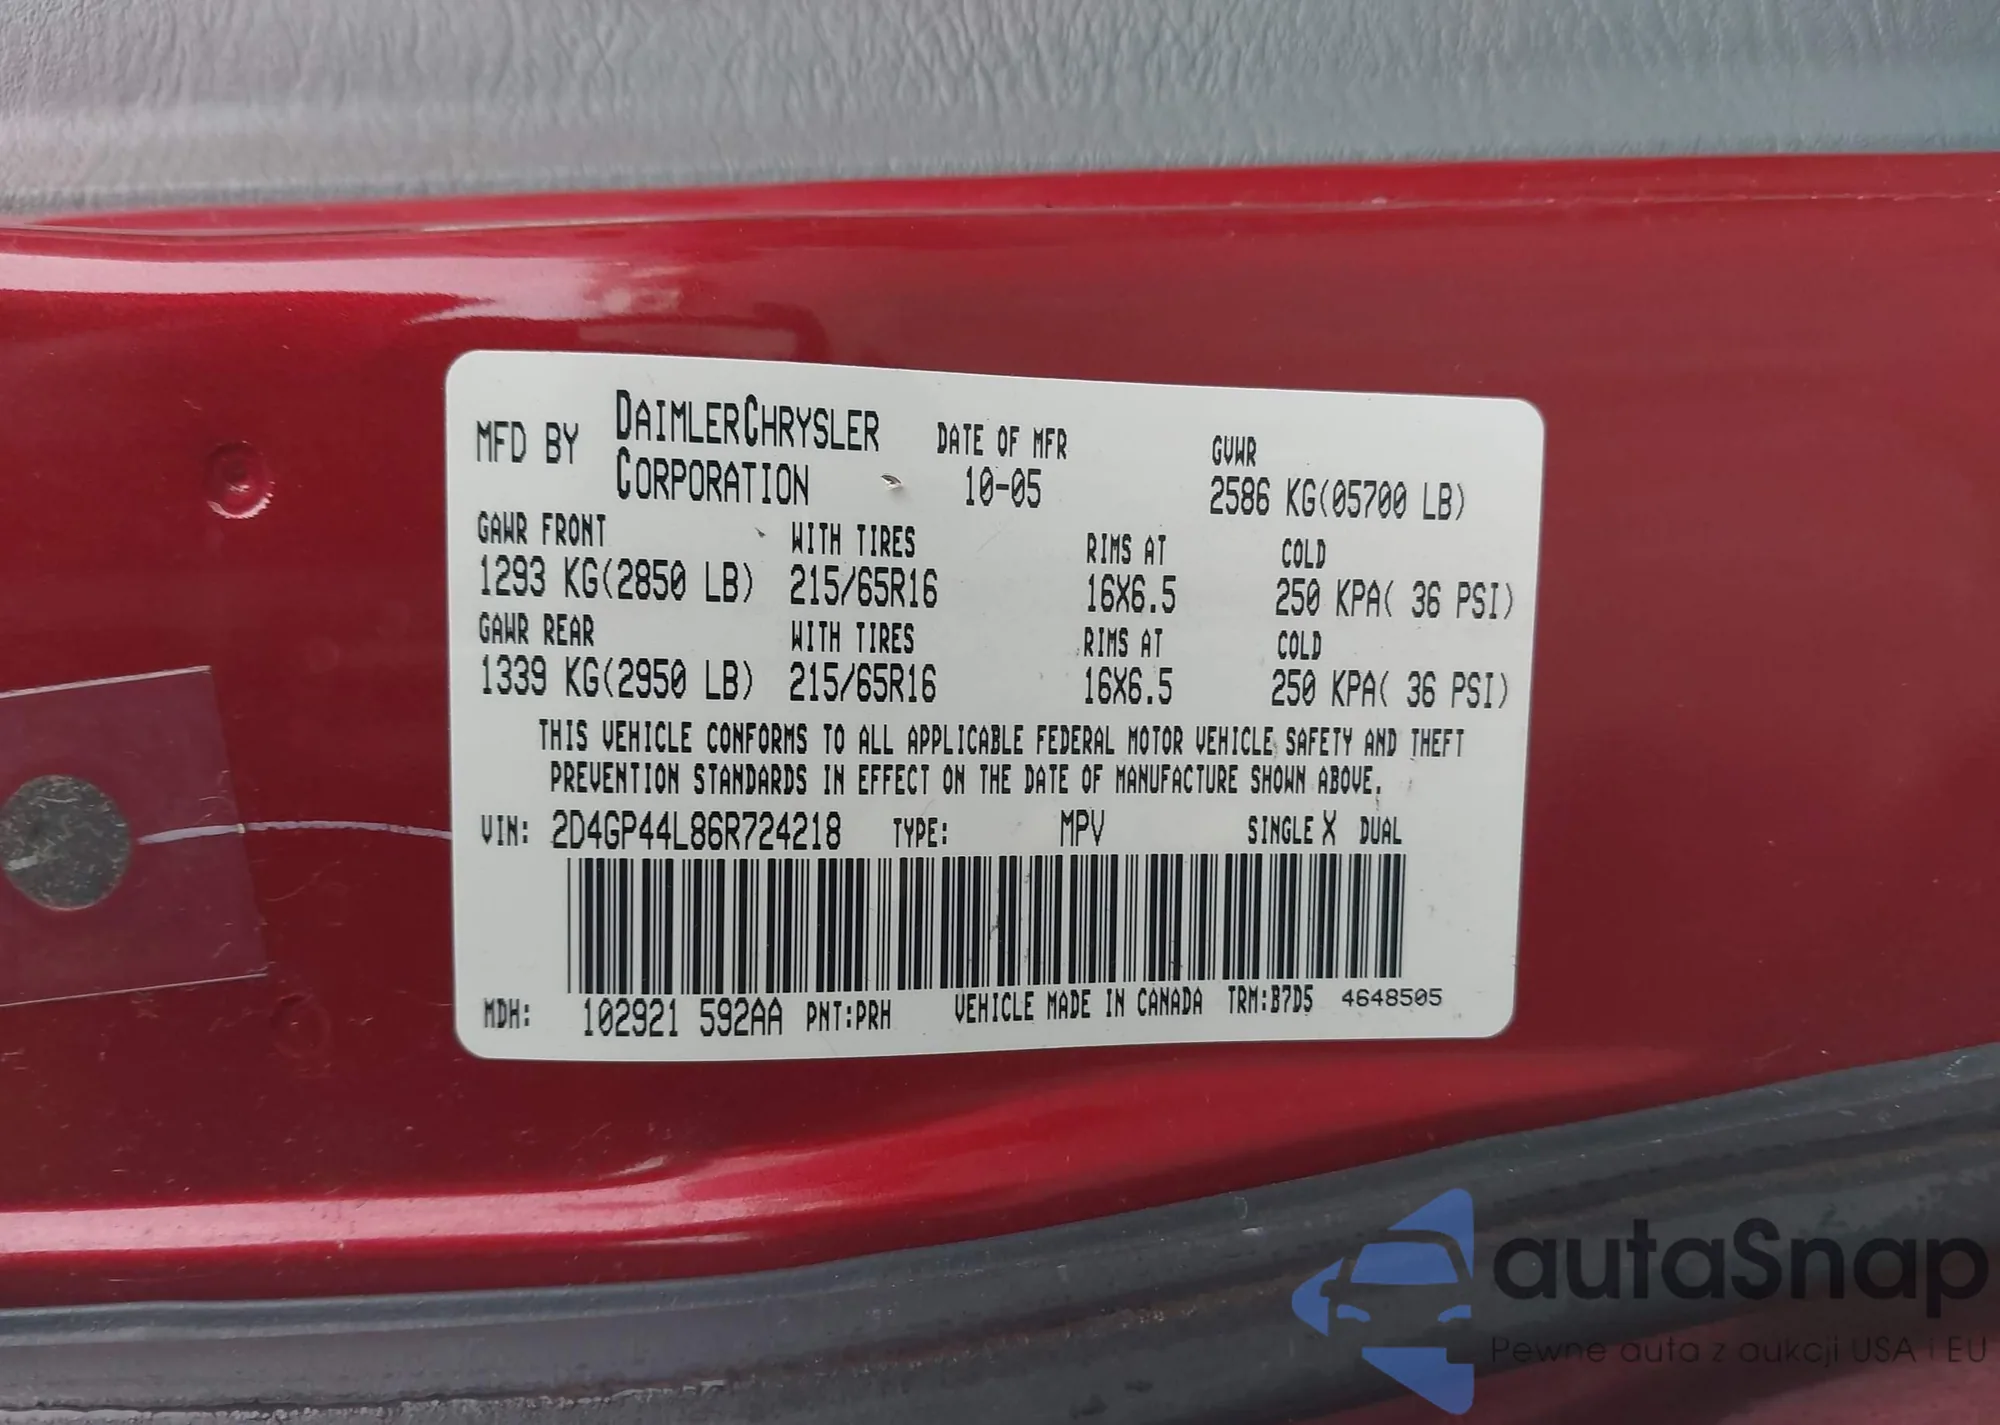 MFD BY DAIMLERCHRYSLER CORPORATION DATE OF MFR 10-05 GVWR 2586 KG(05700 LB)
GAWR FRONT WITH TIRES RIMS AT COLD
1293 KG(2850 LB) 215/65R16 16X6.5 250 KPA( 36 PSI)
GAWR REAR WITH TIRES RIMS AT COLD
1339 KG(2950 LB) 215/65R16 16X6.5 250 KPA( 36 PSI)
THIS VEHICLE CONFORMS TO ALL APPLICABLE FEDERAL MOTOR VEHICLE SAFETY AND THEFT
PREVENTION STANDARDS IN EFFECT ON THE DATE OF MANUFACTURE SHOWN ABOVE.
VIN: 2D4GP44L86R724218 TYPE: MPV SINGLE X DUAL
MDH: 102921 592AA PNT:PRH VEHICLE MADE IN CANADA TRM:B7D5 4648505
autaSnap
Pewne auta z aukcji USA i EU